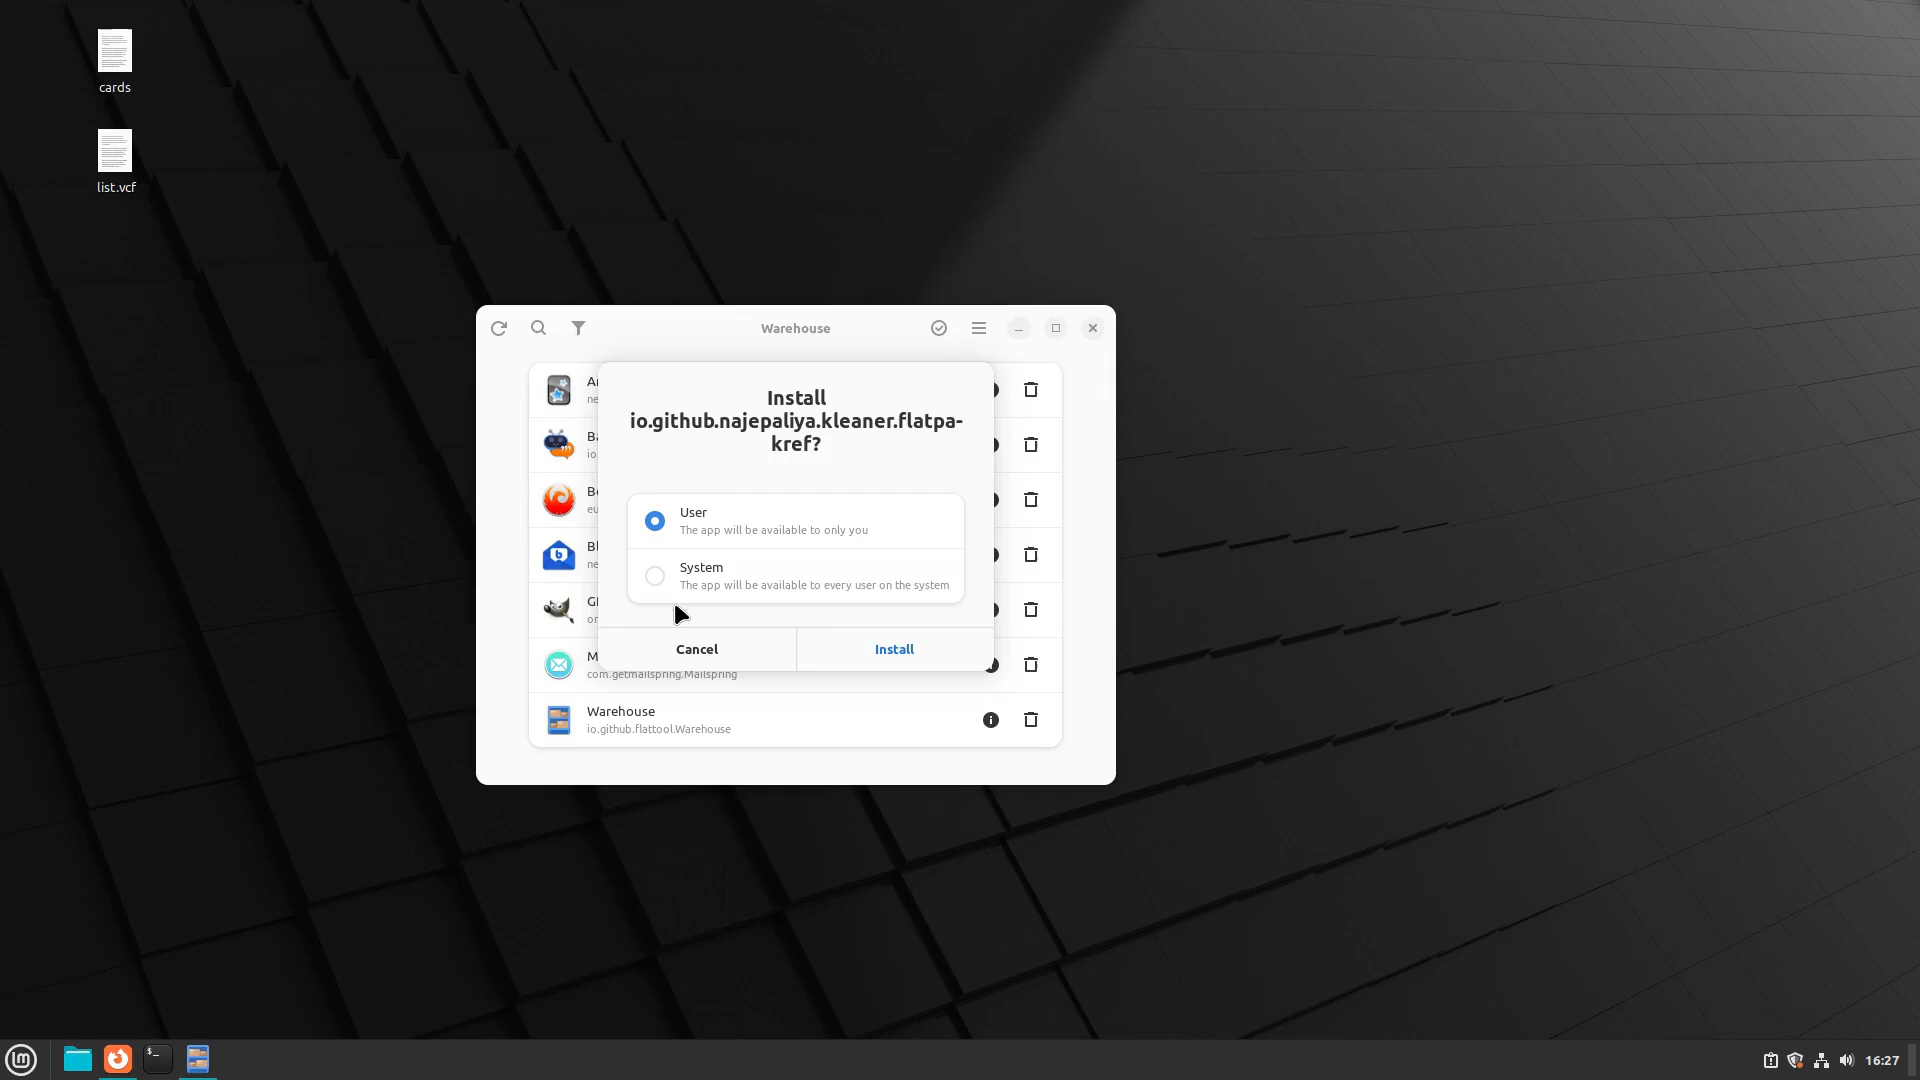 cards
list.vcf
Warehouse
Install
io.github.najepaliya.kleaner.flatpa-
kref?
User
The app will be available to only you
System
The app will be available to every user on the system
Cancel
Install
com.getmailspring.Mailspring
Warehouse
io.github.flattool.Warehouse
16:27